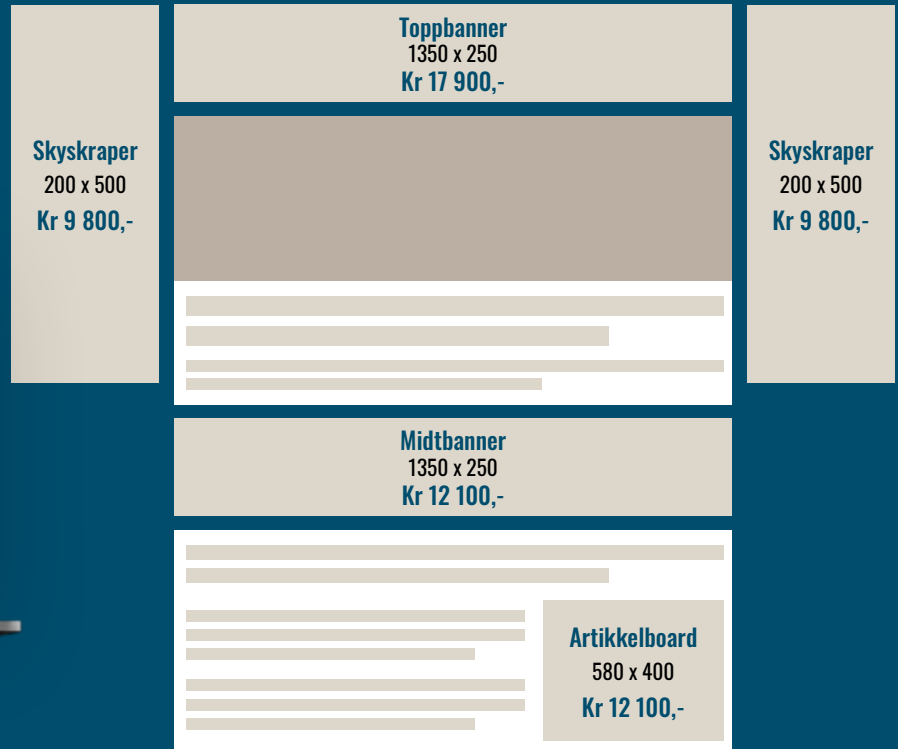 Toppbanner
1350 x 250
Kr 17 900,-
Skyskraper
200 x 500
Kr 9 800,-
Skyskraper
200 x 500
Kr 9 800,-
Midtbanner
1350 x 250
Kr 12 100,-
Artikkelboard
580 x 400
Kr 12 100,-